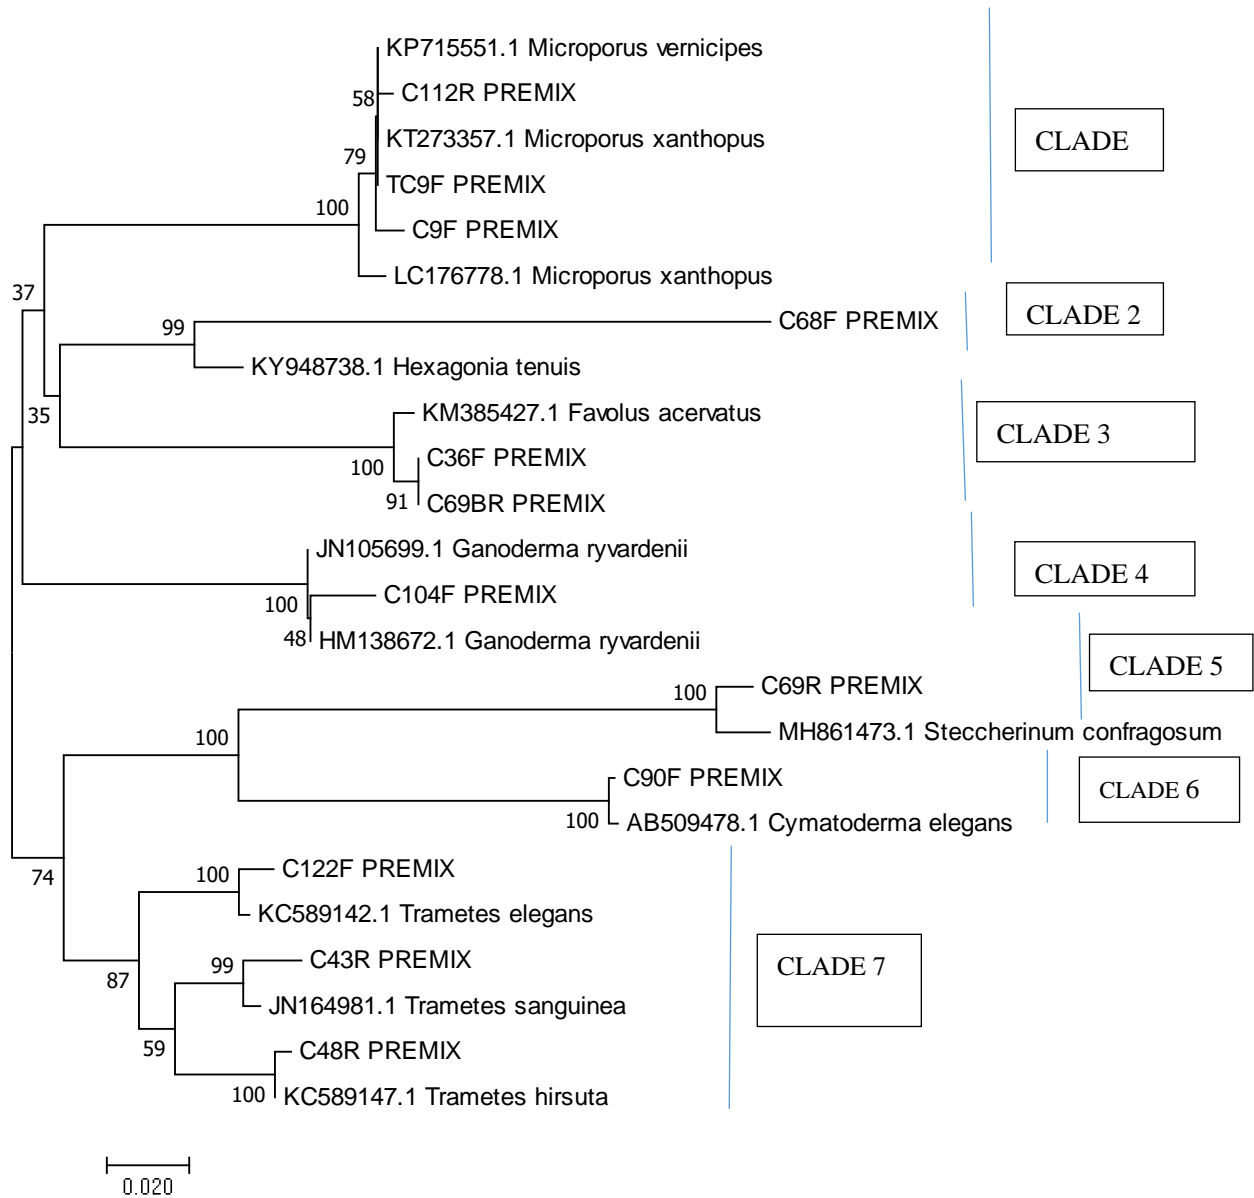 KP715551.1 Microporus vernicipes
58
C112R PREMIX
CLADE
KT273357.1 Microporus xanthopus
79
TC9F PREMIX
100
C9F PREMIX
LC176778.1 Microporus xanthopus
37
CLADE 2
99
C68F PREMIX
KY948738.1 Hexagonia tenuis
35
KM385427.1 Favolus acervatus
CLADE 3
C36F PREMIX
100
91
C69BR PREMIX
JN105699.1 Ganoderma ryvardenii
CLADE 4
C104F PREMIX
100
48
HM138672.1 Ganoderma ryvardenii
CLADE 5
100
C69R PREMIX
MH861473.1 Steccherinum confragosum
100
C90F PREMIX
CLADE 6
100
AB509478.1 Cymatoderma elegans
74
C122F PREMIX
100
KC589142.1 Trametes elegans
C43R PREMIX
99
CLADE 7
87
JN164981.1 Trametes sanguinea
59
C48R PREMIX
100
KC589147.1 Trametes hirsuta
0.020